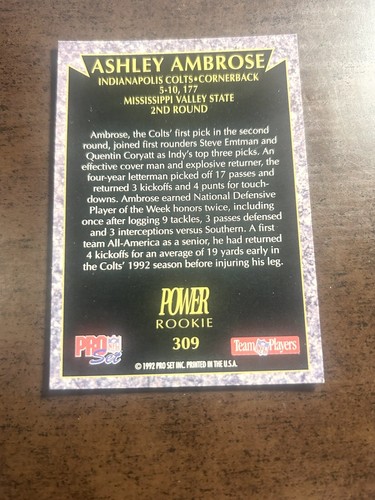 ASHLEY AMBROSE
INDIANAPOLIS COLTS•CORNERBACK
5-10, 177
MISSISSIPPI VALLEY STATE
2ND ROUND
Ambrose, the Colts' first pick in the second
round, joined first rounders Steve Emtman and
Quentin Coryatt as Indy's top three picks. An
effective cover man and explosive returner, the
four-year letterman picked off 17 passes and
returned 3 kickoffs and 4 punts for touch-
downs. Ambrose earned National Defensive
Player of the Week honors twice, including
once after logging 9 tackles, 3 passes defensed
and 3 interceptions versus Southern. A first
team All-America as a senior, he had returned
4 kickoffs for an average of 19 yards early in
the Colts' 1992 season before injuring his leg.
POWER
ROOKIE
309
PRO Set
Team Players
© 1992 PRO SET INC. PRINTED IN THE U.S.A.